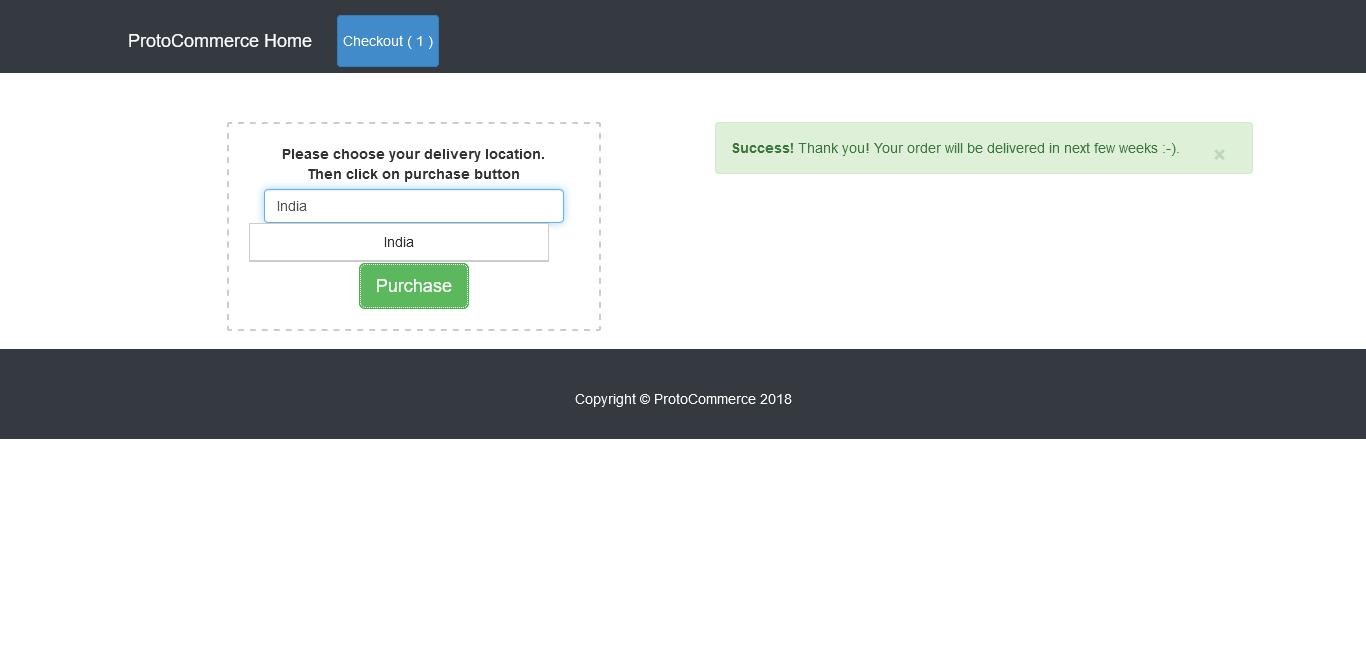 ProtoCommerce Home
Checkout ( 1 )
Please choose your delivery location.
Then click on purchase button
India
India
Purchase
Success! Thank you! Your order will be delivered in next few weeks :-).
×
Copyright © ProtoCommerce 2018